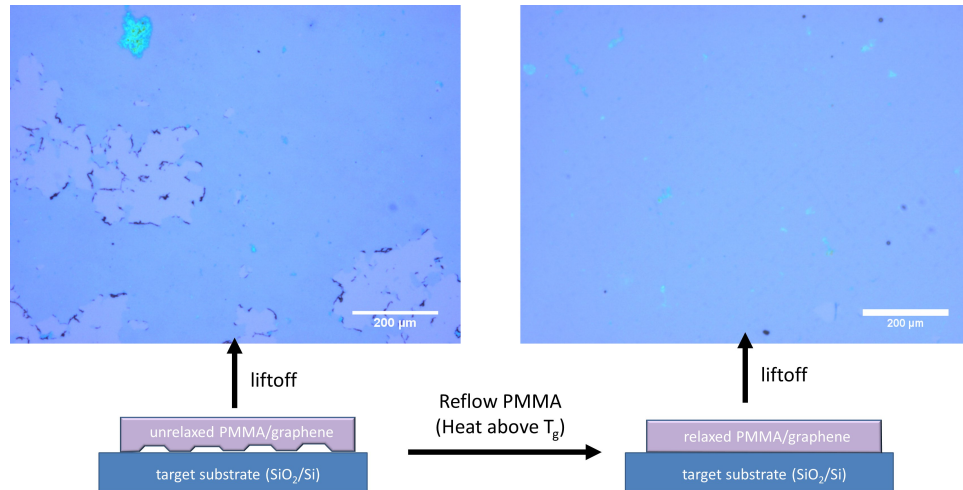 200 µm
200 µm
liftoff
liftoff
Reflow PMMA
(Heat above Tg)
unrelaxed PMMA/graphene
relaxed PMMA/graphene
target substrate (SiO2/Si)
target substrate (SiO2/Si)